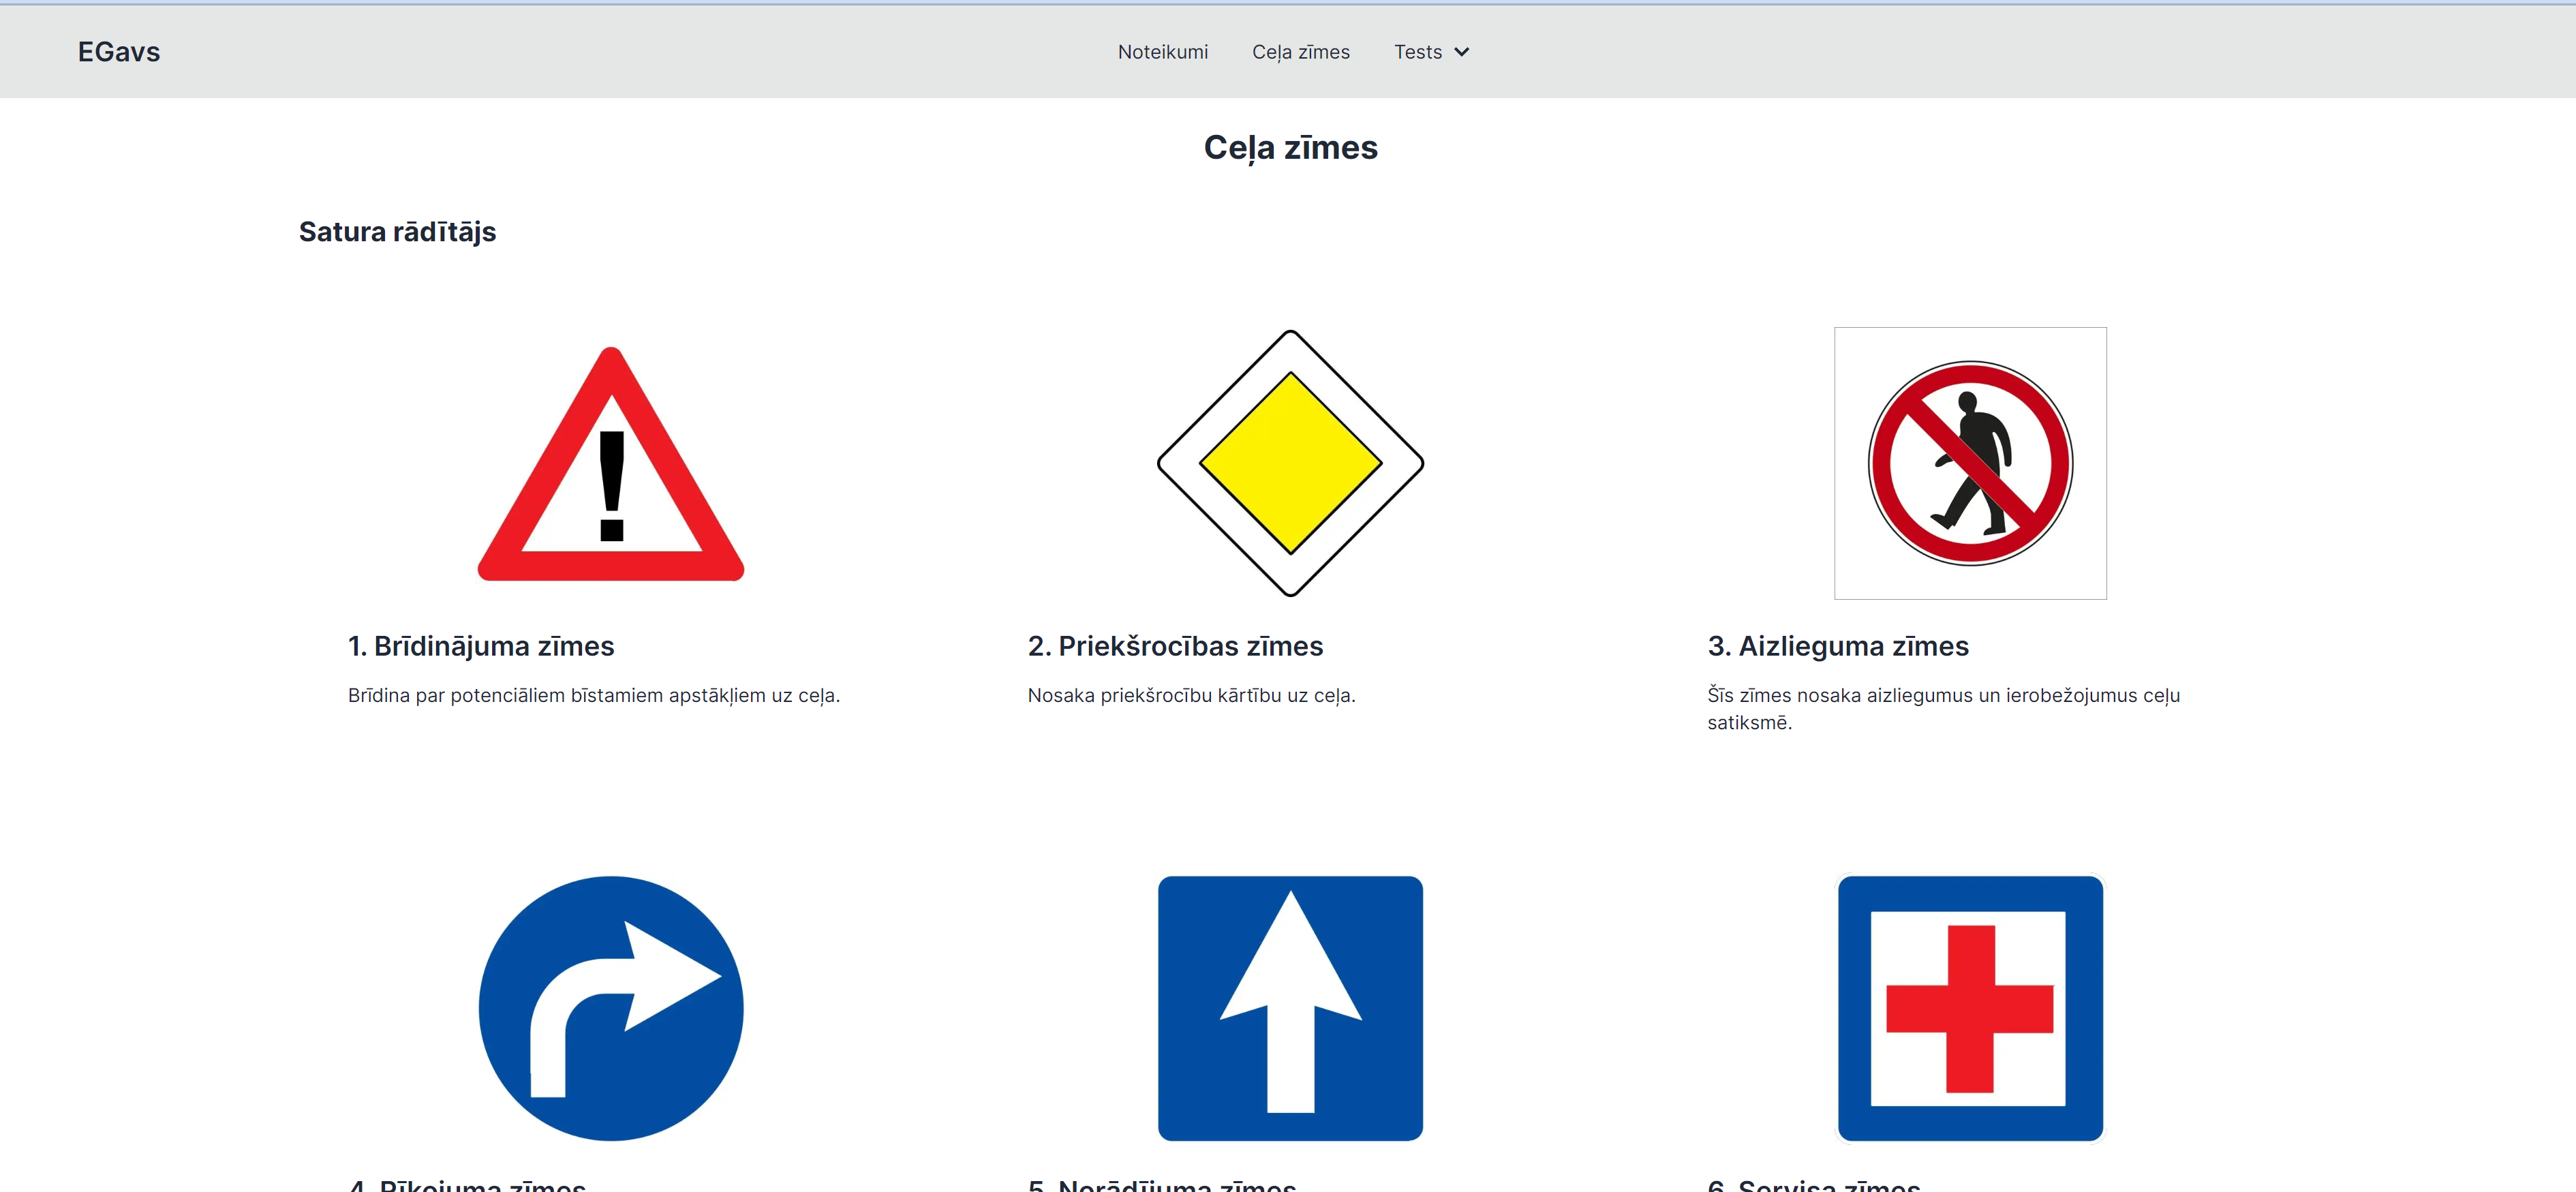 EGavs
Noteikumi
Ceļa zīmes
Tests
Ceļa zīmes
Satura rādītājs
1. Brīdinājuma zīmes
Brīdina par potenciāliem bīstamiem apstākļiem uz ceļa.
2. Priekšrocības zīmes
Nosaka priekšrocību kārtību uz ceļa.
3. Aizlieguma zīmes
Šīs zīmes nosaka aizliegumus un ierobežojumus ceļu
satiksmē.
4. Rīkojuma zīmes
5. Norādījuma zīmes
6. Servisa zīmes